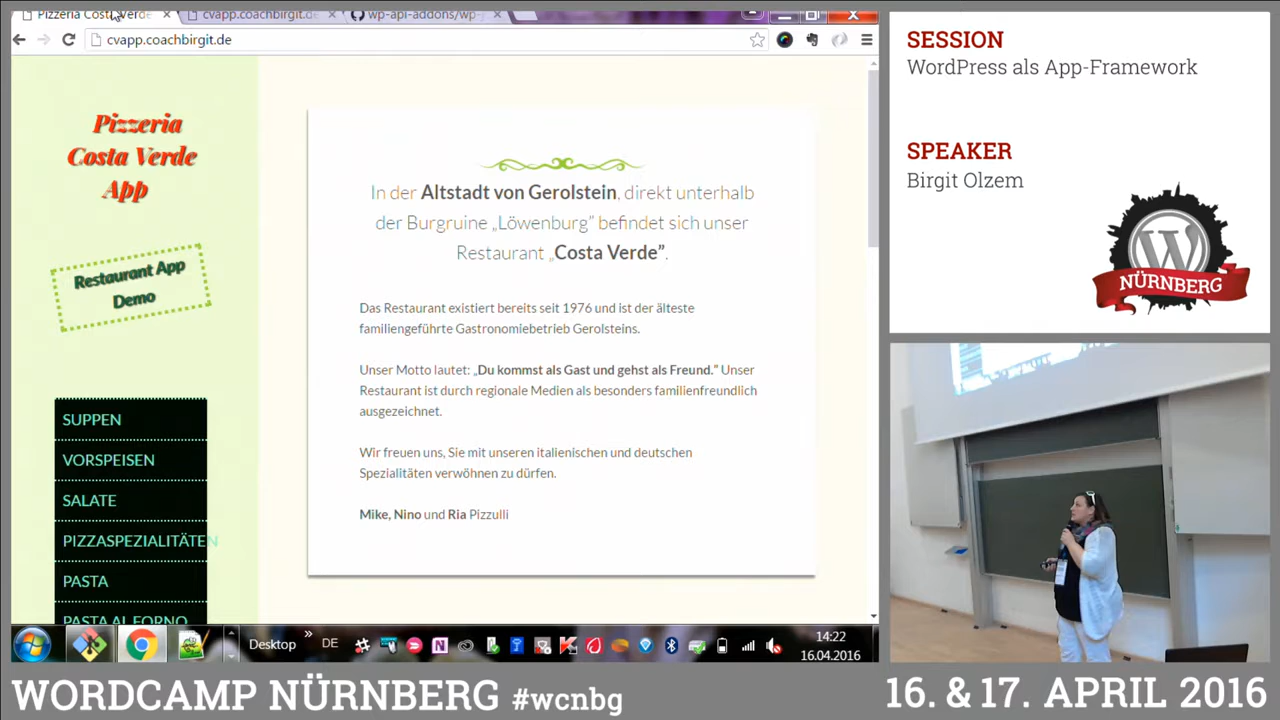 Pizzeria Costa Verde
cvapp.coachbirgit.de
wp-api-addons/wp-
cvapp.coachbirgit.de
Pizzeria
Costa Verde
App
Restaurant App
Demo
SUPPEN
VORSPEISEN
SALATE
PIZZASPEZIALITÄTEN
PASTA
PASTA AL FORNO
In der Altstadt von Gerolstein, direkt unterhalb
der Burgruine „Löwenburg” befindet sich unser
Restaurant „Costa Verde”.
Das Restaurant existiert bereits seit 1976 und ist der älteste
familiengeführte Gastronomiebetrieb Gerolsteins.
Unser Motto lautet: „Du kommst als Gast und gehst als Freund.” Unser
Restaurant ist durch regionale Medien als besonders familienfreundlich
ausgezeichnet.
Wir freuen uns, Sie mit unseren italienischen und deutschen
Spezialitäten verwöhnen zu dürfen.
Mike, Nino und Ria Pizzulli
Desktop
DE
14:22
16.04.2016
SESSION
WordPress als App-Framework
SPEAKER
Birgit Olzem
W
NÜRNBERG
WORDCAMP NÜRNBERG #wcnbg
16. & 17. APRIL 2016